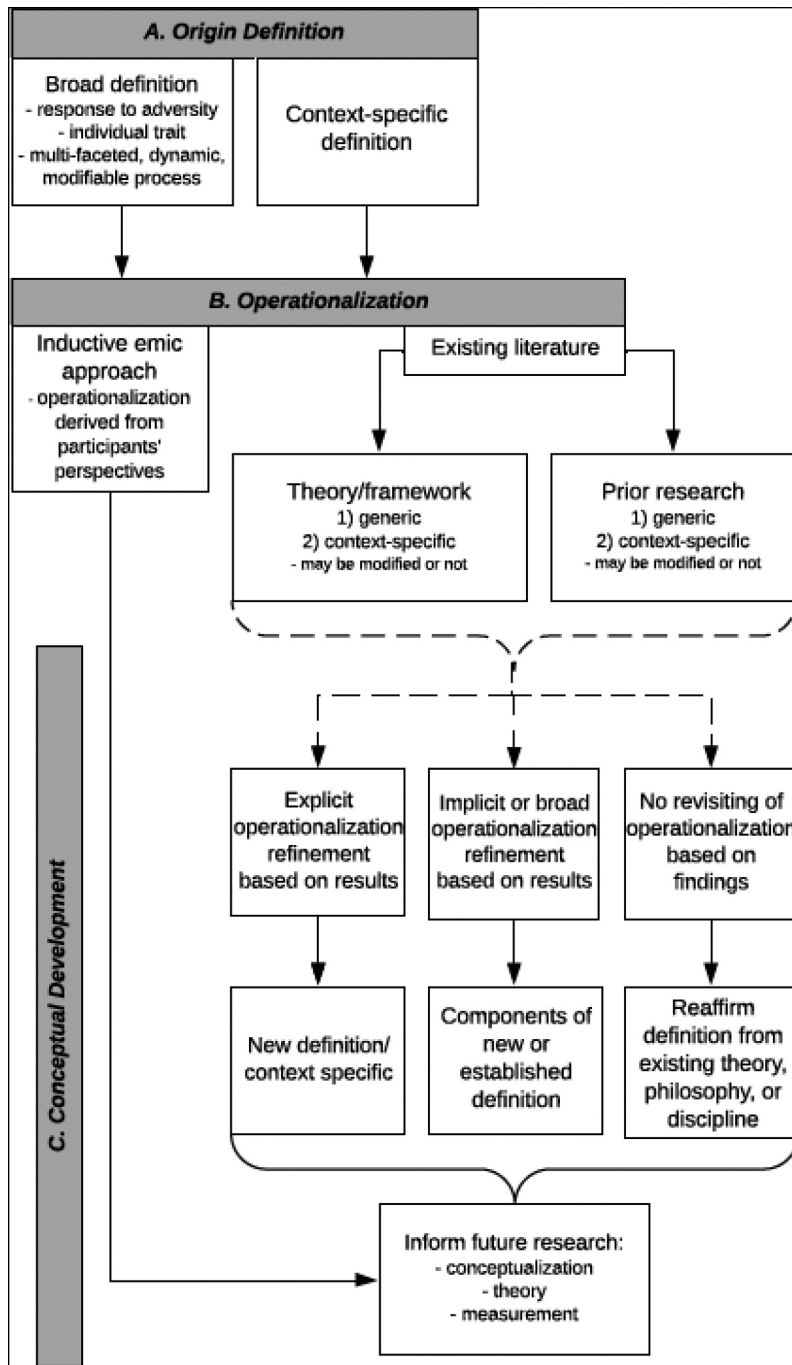 A. Origin Definition
Broad definition
- response to adversity
- individual trait
- multi-faceted, dynamic,
modifiable process
Context-specific
definition
B. Operationalization
Inductive emic
approach
- operationalization
derived from
participants'
perspectives
Existing literature
Theory/framework
1) generic
2) context-specific
- may be modified or not
Prior research
1) generic
2) context-specific
- may be modified or not
C. Conceptual Development
Explicit
operationalization
refinement
based on results
Implicit or broad
operationalization
refinement
based on results
No revisiting of
operationalization
based on
findings
New definition/
context specific
Components of
new or
established
definition
Reaffirm
definition from
existing theory,
philosophy, or
discipline
Inform future research:
- conceptualization
- theory
- measurement